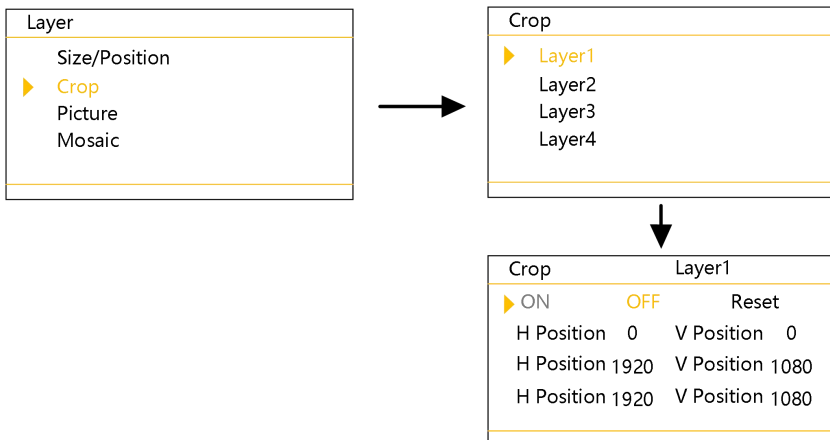 Layer
Size/Position
Crop
Picture
Mosaic
Crop
Layer1
Layer2
Layer3
Layer4
Crop Layer1
ON OFF Reset
H Position 0 V Position 0
H Position 1920 V Position 1080
H Position 1920 V Position 1080